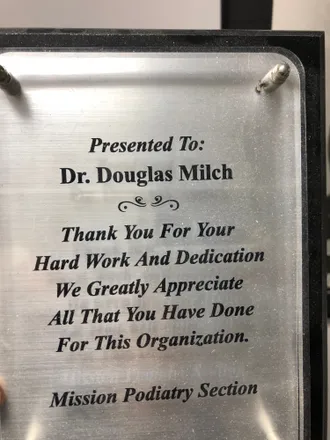 Presented To:
Dr. Douglas Milch
Thank You For Your
Hard Work And Dedication
We Greatly Appreciate
All That You Have Done
For This Organization.
Mission Podiatry Section